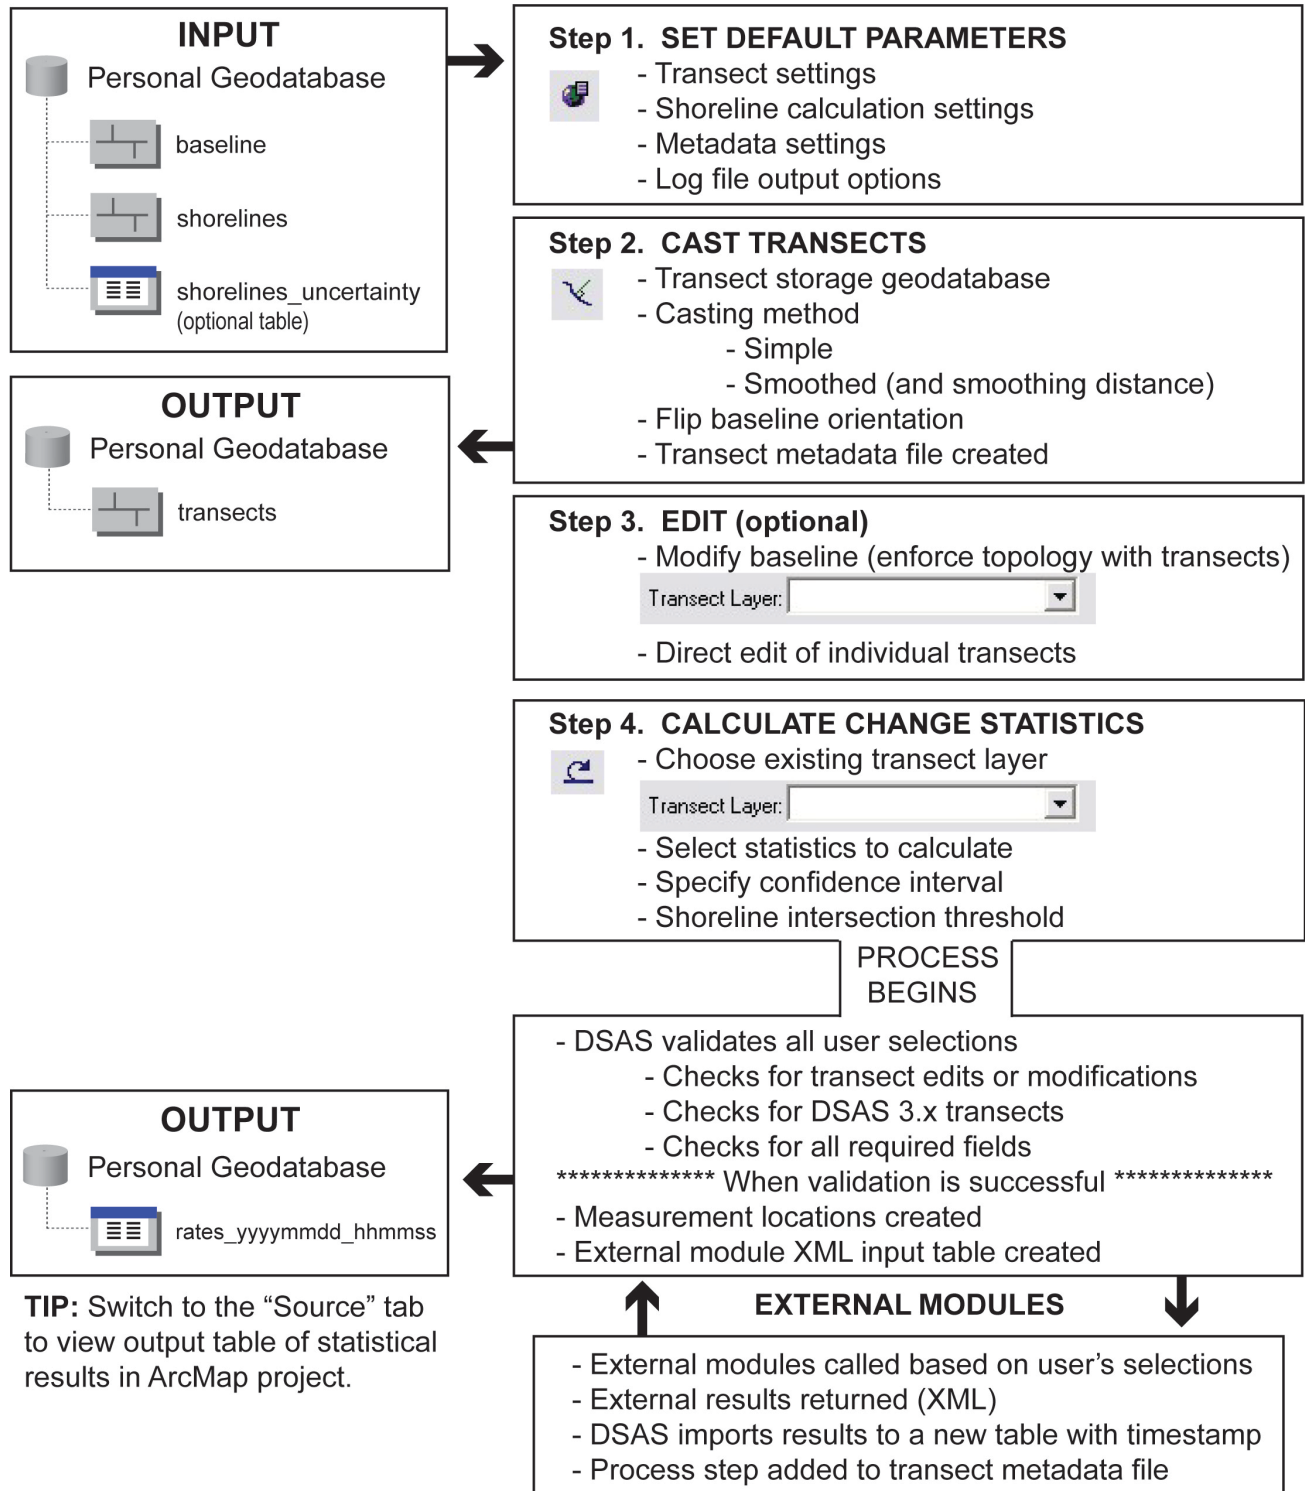 INPUT
Personal Geodatabase
baseline
shorelines
shorelines_uncertainty
(optional table)
Step 1. SET DEFAULT PARAMETERS
- Transect settings
- Shoreline calculation settings
- Metadata settings
- Log file output options
Step 2. CAST TRANSECTS
- Transect storage geodatabase
- Casting method
- Simple
- Smoothed (and smoothing distance)
- Flip baseline orientation
- Transect metadata file created
OUTPUT
Personal Geodatabase
transects
Step 3. EDIT (optional)
- Modify baseline (enforce topology with transects)
Transect Layer:
- Direct edit of individual transects
Step 4. CALCULATE CHANGE STATISTICS
- Choose existing transect layer
Transect Layer:
- Select statistics to calculate
- Specify confidence interval
- Shoreline intersection threshold
PROCESS
BEGINS
- DSAS validates all user selections
- Checks for transect edits or modifications
- Checks for DSAS 3.x transects
- Checks for all required fields
************** When validation is successful **************
- Measurement locations created
- External module XML input table created
OUTPUT
Personal Geodatabase
rates_yyyymmdd_hhmmss
TIP: Switch to the “Source” tab
to view output table of statistical
results in ArcMap project.
EXTERNAL MODULES
- External modules called based on user’s selections
- External results returned (XML)
- DSAS imports results to a new table with timestamp
- Process step added to transect metadata file